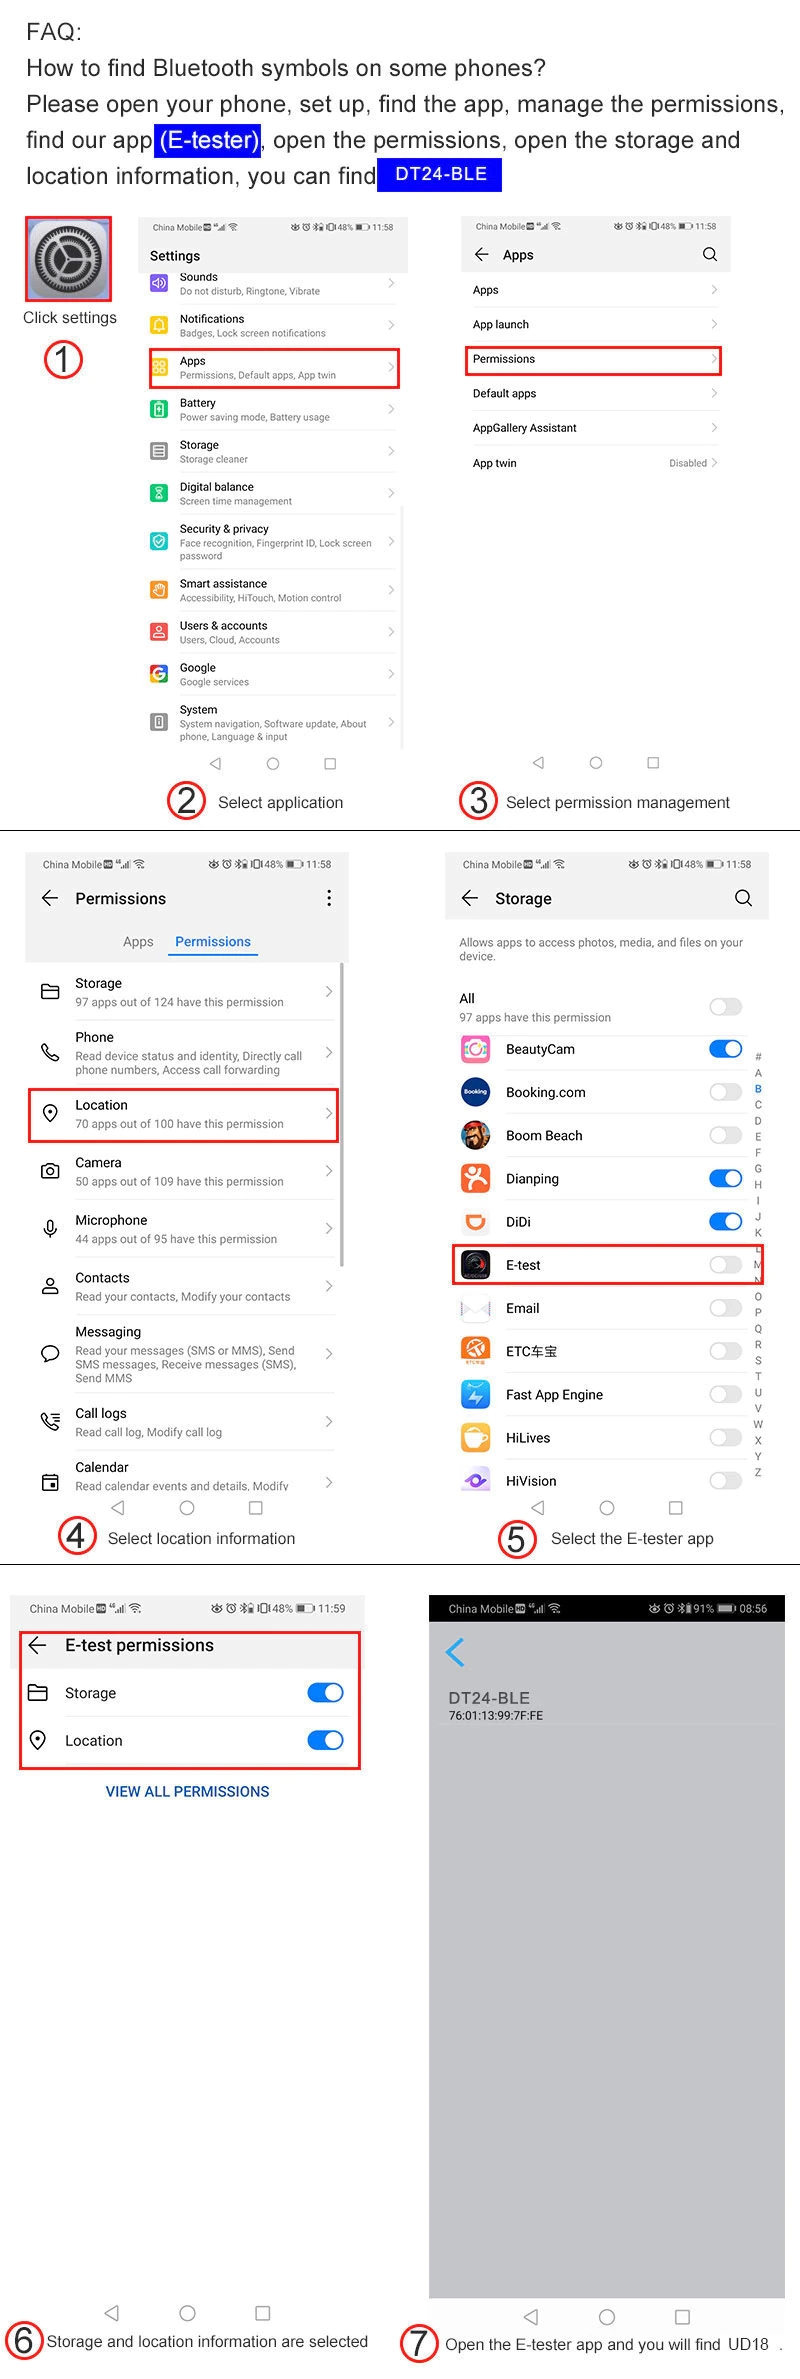 FAQ:
How to find Bluetooth symbols on some phones?
Please open your phone, set up, find the app, manage the permissions,
find our app (E-tester), open the permissions, open the storage and
location information, you can find DT24-BLE
Click settings
1
China Mobile HD 4G 48% 11:58
Settings
Sounds
Do not disturb, Ringtone, Vibrate
Notifications
Badges, Lock screen notifications
Apps
Permissions, Default apps, App twin
Battery
Power saving mode, Battery usage
Storage
Storage cleaner
Digital balance
Screen time management
Security & privacy
Face recognition, Fingerprint ID, Lock screen
password
Smart assistance
Accessibility, HiTouch, Motion control
Users & accounts
Users, Cloud, Accounts
Google
Google services
System
System navigation, Software update, About
phone, Language & input
2 Select application
China Mobile HD 4G 48% 11:58
Apps
Apps
App launch
Permissions
Default apps
AppGallery Assistant
App twin Disabled
3 Select permission management
China Mobile HD 4G 48% 11:58
Permissions
Apps Permissions
Storage
97 apps out of 124 have this permission
Phone
Read device status and identity, Directly call
phone numbers, Access call forwarding
Location
70 apps out of 100 have this permission
Camera
50 apps out of 109 have this permission
Microphone
44 apps out of 95 have this permission
Contacts
Read your contacts, Modify your contacts
Messaging
Read your messages (SMS or MMS), Send
SMS messages, Receive messages (SMS),
Send MMS
Call logs
Read call log, Modify call log
Calendar
Read calendar events and details, Modify
4 Select location information
China Mobile HD 4G 48% 11:58
Storage
Allows apps to access photos, media, and files on your
device.
All
97 apps have this permission
BeautyCam
Booking Booking.com
Boom Beach
Dianping
DiDi
E-test
Email
ETC车宝
Fast App Engine
HiLives
HiVision
#
A
B
C
D
E
F
G
H
I
J
K
L
M
N
O
P
Q
R
S
T
U
V
W
X
Y
Z
5 Select the E-tester app
China Mobile HD 4G 48% 11:59
E-test permissions
Storage
Location
VIEW ALL PERMISSIONS
6 Storage and location information are selected
China Mobile HD 4G 91% 08:56
DT24-BLE
76:01:13:99:7F:FE
7 Open the E-tester app and you will find UD18 .